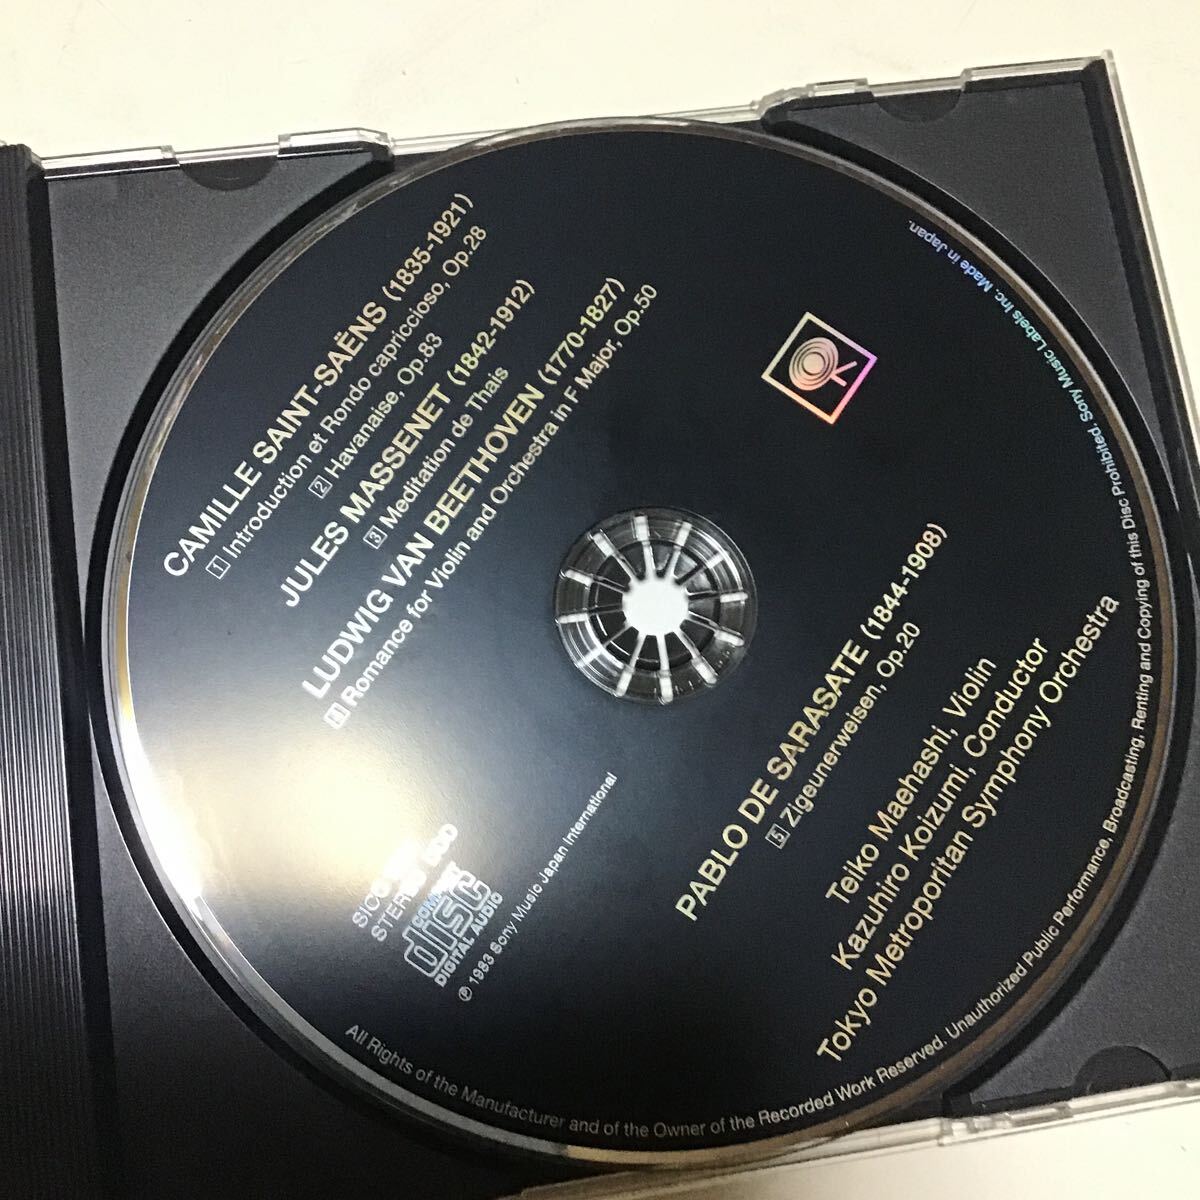 CAMILLE SAINT-SAËNS (1835-1921)
1 Introduction et Rondo capriccioso, Op.28
2 Havanaise, Op.83
JULES MASSENET (1842-1912)
3 Meditation de Thais
LUDWIG VAN BEETHOVEN (1770-1827)
4 Romance for Violin and Orchestra in F Major, Op.50
PABLO DE SARASATE (1844-1908)
5 Zigeunerweisen, Op.20
Teiko Maehashi, Violin
Kazuhiro Koizumi, Conductor
Tokyo Metroporitan Symphony Orchestra
COMPACT
disc
DIGITAL AUDIO
℗ 1983 Sony Music Japan International
All Rights of the Manufacturer and of the Owner of the Recorded Work Reserved. Unauthorized Public Performance, Broadcasting, Renting and Copying of this Disc Prohibited. Sony Music Labels Inc. Made in Japan.